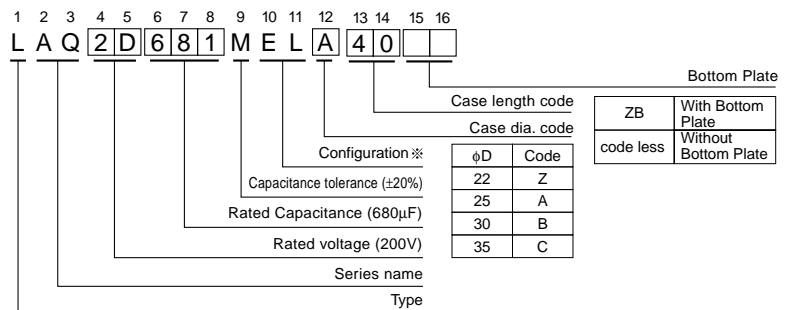 1 2 3 4 5 6 7 8 9 10 11 12 13 14 15 16
L A Q 2 D 6 8 1 M E L A 4 0
Bottom Plate
ZB With Bottom Plate
code less Without Bottom Plate
Case length code
Case dia. code
φD Code
22 Z
25 A
30 B
35 C
Configuration※
Capacitance tolerance (±20%)
Rated Capacitance (680µF)
Rated voltage (200V)
Series name
Type